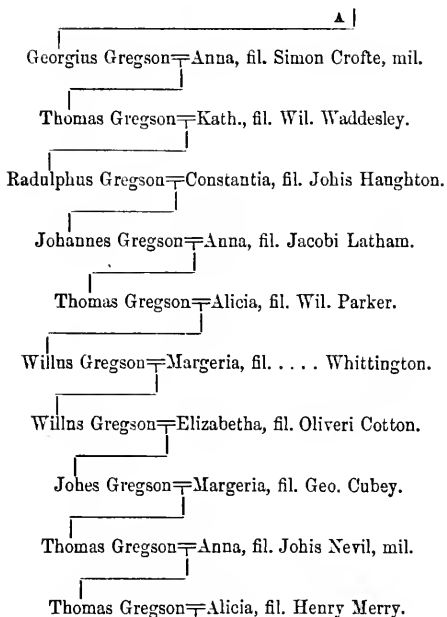 A
Georgius Gregson=Anna, fil. Simon Crofte, mil.
Thomas Gregson=Kath., fil. Wil. Waddesley.
Radulphus Gregson=Constantia, fil. Johis Hanghton.
Johannes Gregson=Anna, fil. Jacobi Latham.
Thomas Gregson=Alicia, fil. Wil. Parker.
Willns Gregson=Margeria, fil. . . . . . Whittington.
Willns Gregson=Elizabetha, fil. Oliveri Cotton.
Johes Gregson=Margeria, fil. Geo. Cubey.
Thomas Gregson=Anna, fil. Johis Nevil, mil.
Thomas Gregson=Alicia, fil. Henry Merry.